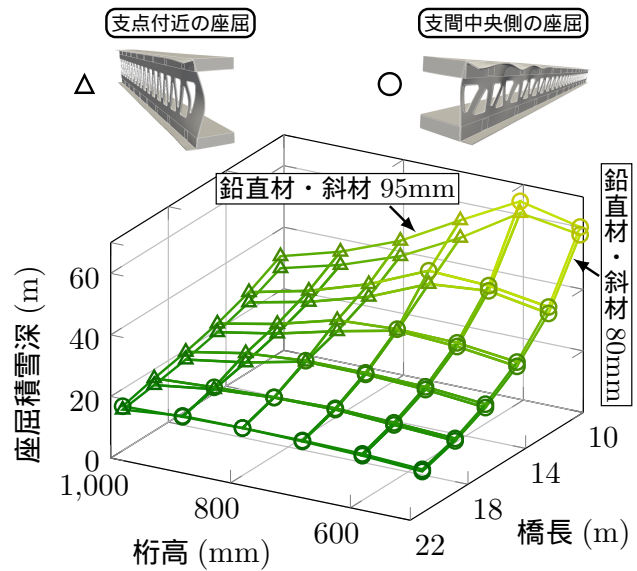 支点付近の座屈
支間中央側の座屈
鉛直材・斜材 95mm
鉛直材・斜材 80mm
座屈積雪深 (m)
60
40
20
0
1,000
800
600
桁高 (mm)
22
18
14
10
橋長 (m)